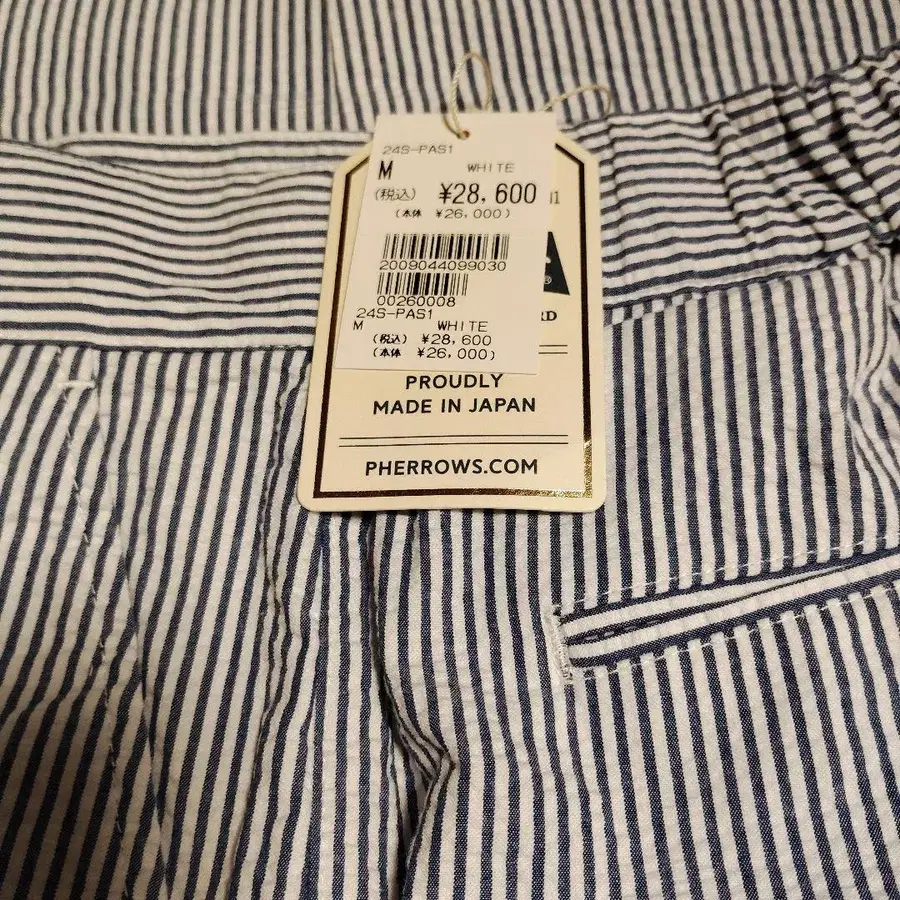 24S-PAS1
M WHITE
(税込) ¥28,600
(本体 ¥26,000)
2009044099030
00260008
24S-PAS1
M WHITE
(税込) ¥28,600
(本体 ¥26,000)
PROUDLY
MADE IN JAPAN
PHERROWS.COM